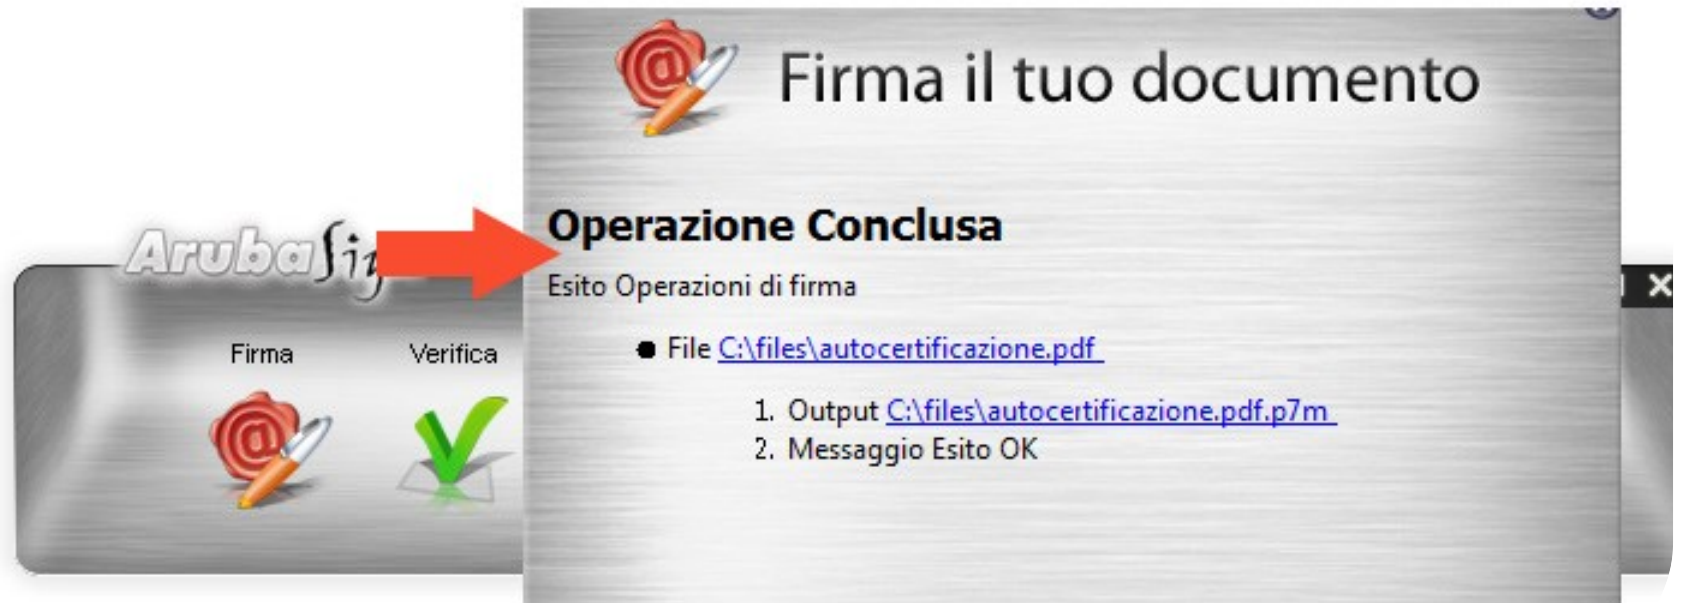 Firma il tuo documento
Operazione Conclusa
Esito Operazioni di firma
File C:\files\autocertificazione.pdf
1. Output C:\files\autocertificazione.pdf.p7m
2. Messaggio Esito OK
Aruba
Firma Verifica